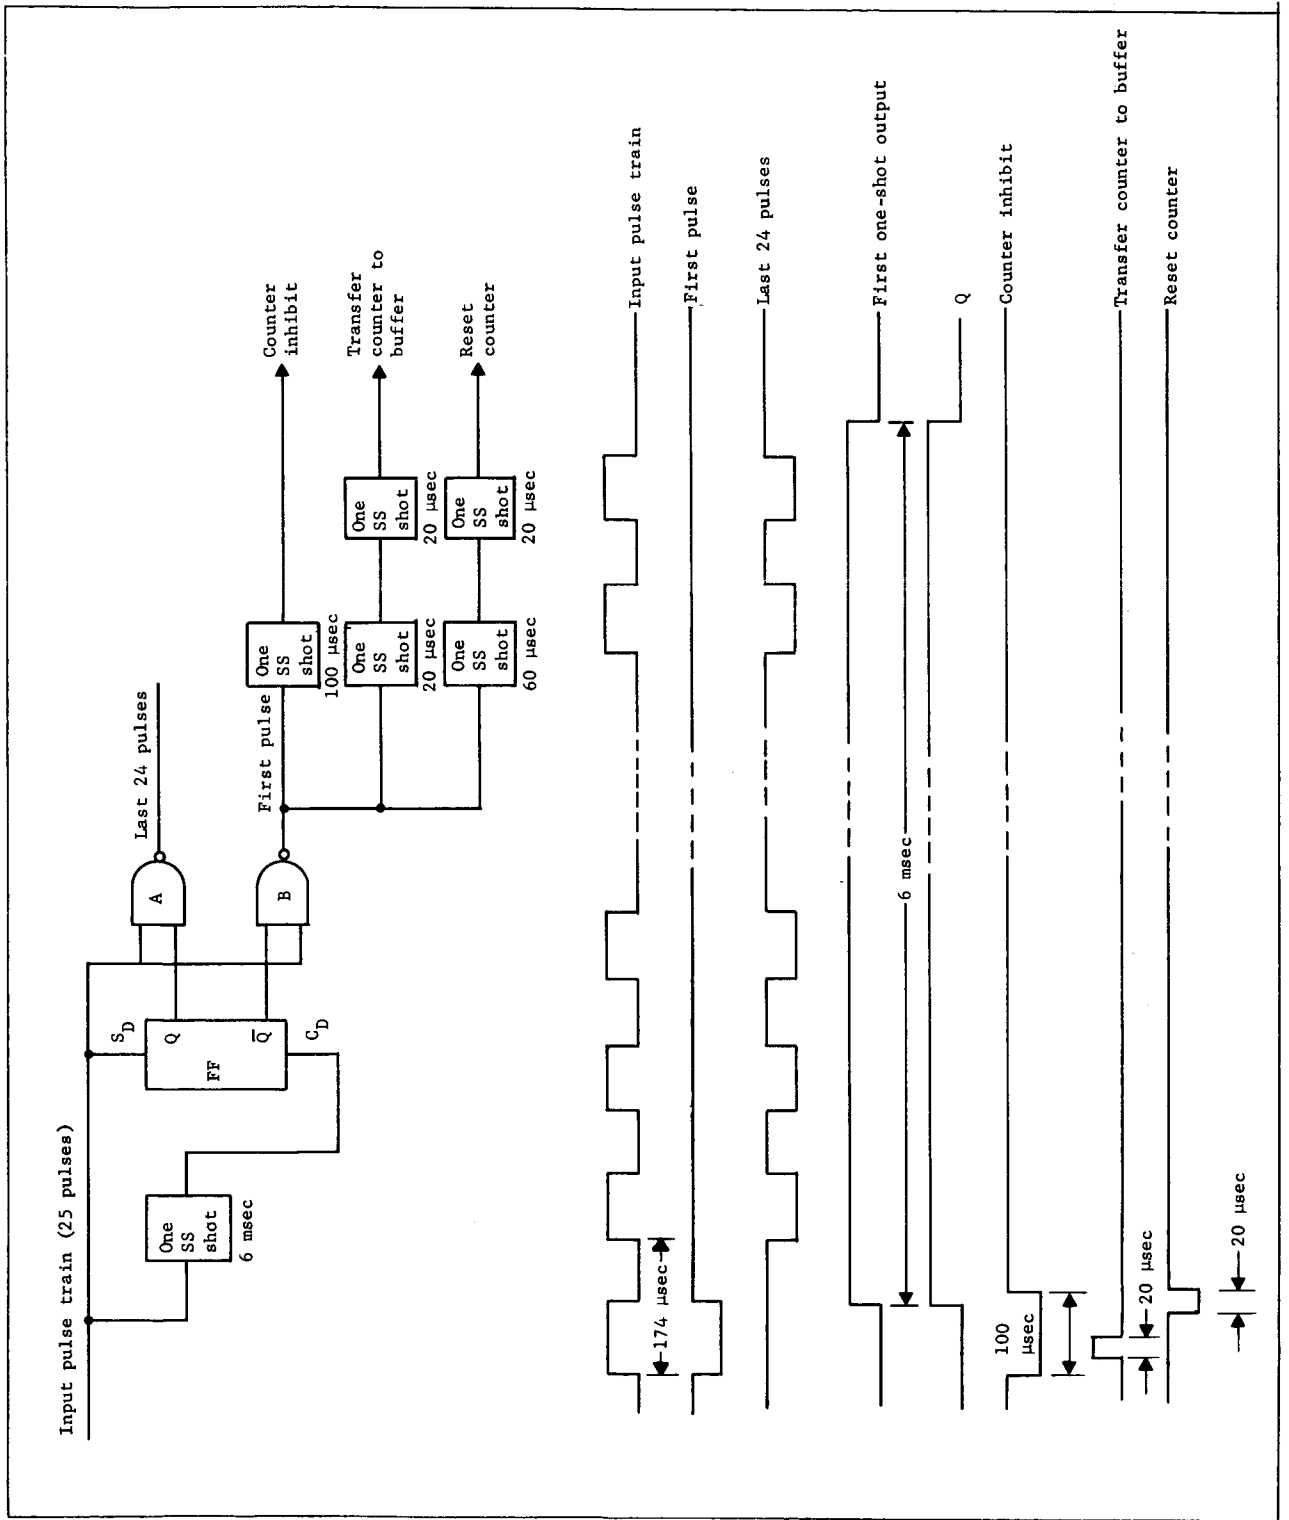 Input pulse train (25 pulses)
One
SS
shot
6 msec
S_D
Q
FF
Q̅
C_D
A
B
Last 24 pulses
First pulse
One
SS
shot
100 μsec
One
SS
shot
20 μsec
One
SS
shot
60 μsec
One
SS
shot
20 μsec
One
SS
shot
20 μsec
Counter
inhibit
Transfer
counter to
buffer
Reset
counter
Input pulse train
174 μsec
First pulse
Last 24 pulses
First one-shot output
6 msec
Q
Counter inhibit
100
μsec
Transfer counter to buffer
20 μsec
Reset counter
20 μsec